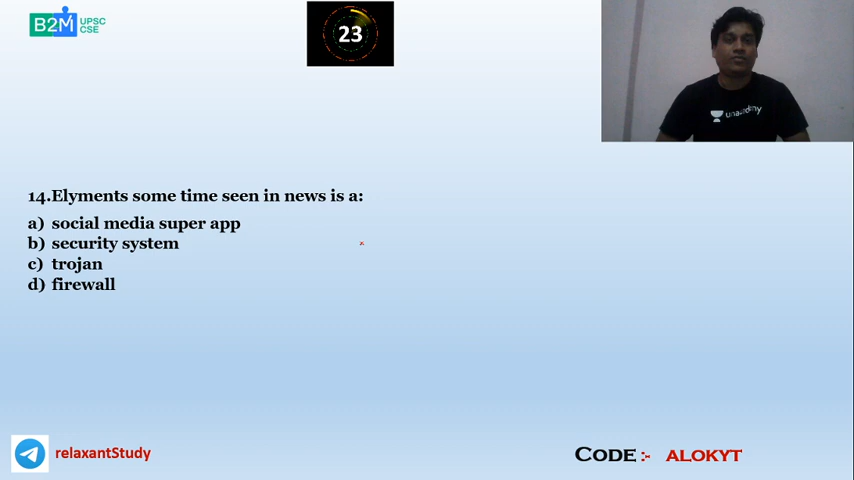 B2M UPSC
CSE
23
unacademy
14.Elyments some time seen in news is a:
a) social media super app
b) security system
c) trojan
d) firewall
relaxantStudy
CODE :- ALOKYT